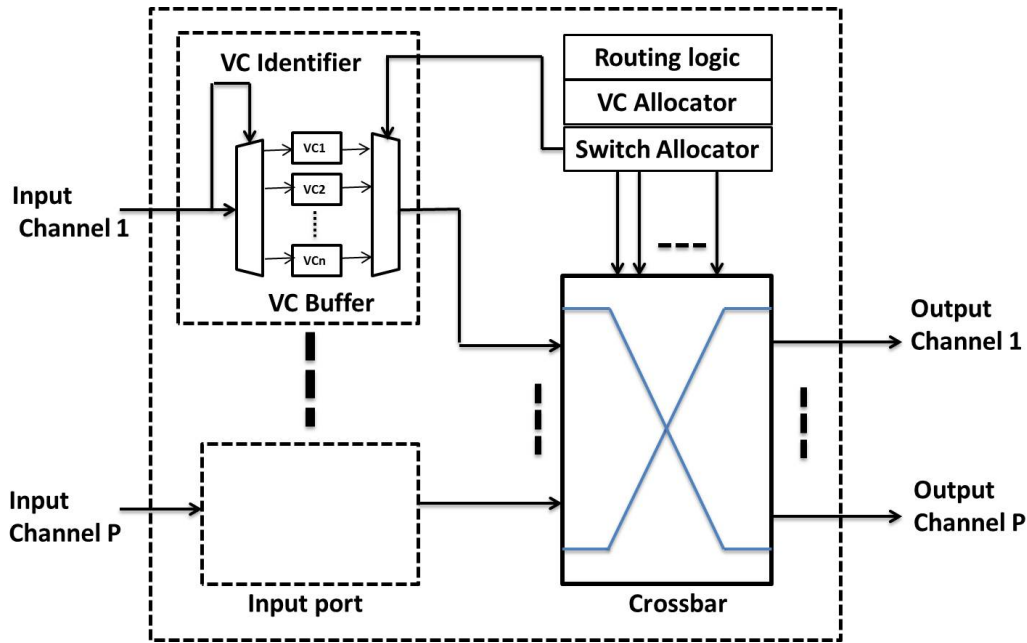 VC Identifier
Routing logic
VC Allocator
Switch Allocator
VC1
VC2
VCn
Input
Channel 1
VC Buffer
Output
Channel 1
Input
Channel P
Output
Channel P
Input port
Crossbar